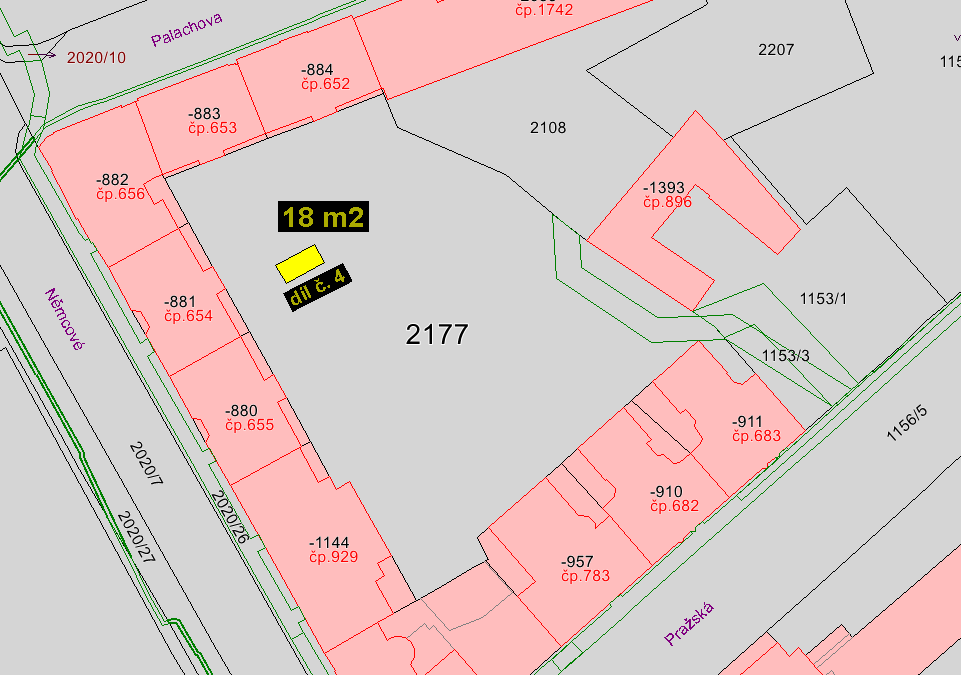 čp.1742
Palachova
2020/10
2207
-884
čp.652
-883
čp.653
2108
-882
čp.656
-1393
čp.896
18 m2
díl č. 4
-881
čp.654
Němcové
2177
1153/1
1153/3
-880
čp.655
-911
čp.683
1156/5
2020/7
2020/26
2020/27
-910
čp.682
-1144
čp.929
-957
čp.783
Pražská